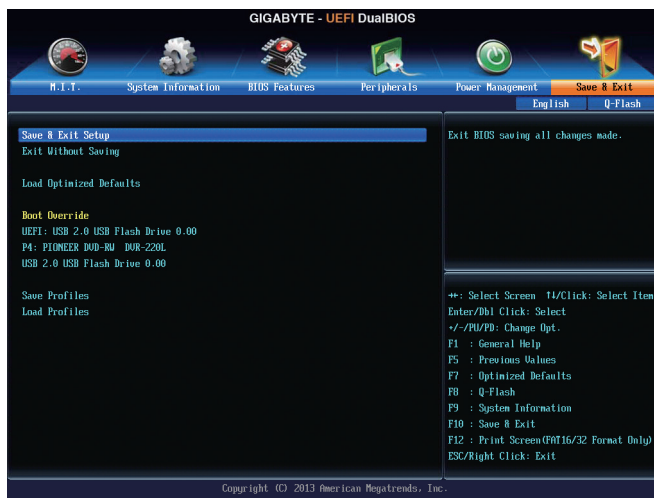 GIGABYTE - UEFI DualBIOS
M.I.T. System Information BIOS Features Peripherals Power Management Save & Exit
English Q-Flash
Save & Exit Setup
Exit Without Saving
Load Optimized Defaults
Boot Override
UEFI: USB 2.0 USB Flash Drive 0.00
P4: PIONEER DVD-RW DVR-220L
USB 2.0 USB Flash Drive 0.00
Save Profiles
Load Profiles
Exit BIOS saving all changes made.
→←: Select Screen ↑↓/Click: Select Item
Enter/Dbl Click: Select
+/-/PU/PD: Change Opt.
F1 : General Help
F5 : Previous Values
F7 : Optimized Defaults
F8 : Q-Flash
F9 : System Information
F10 : Save & Exit
F12 : Print Screen(FAT16/32 Format Only)
ESC/Right Click: Exit
Copyright (C) 2013 American Megatrends, Inc.